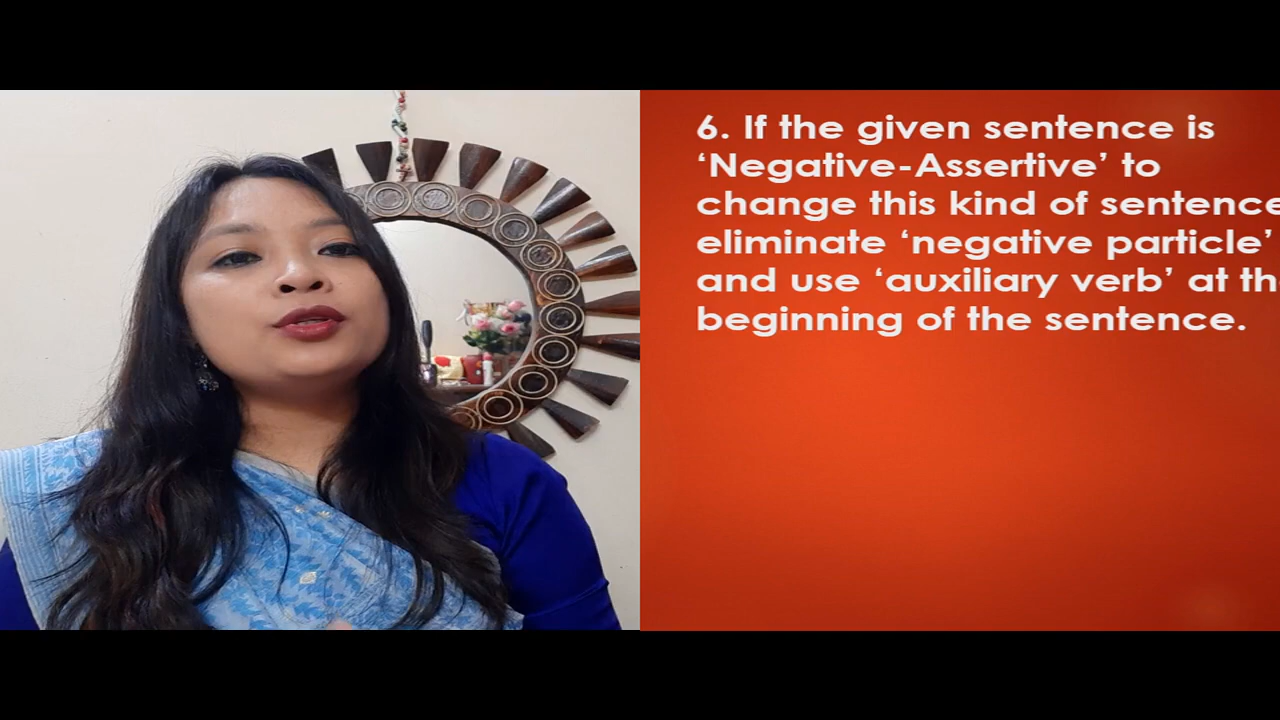 6. If the given sentence is
‘Negative-Assertive’ to
change this kind of sentence
eliminate ‘negative particle’
and use ‘auxiliary verb’ at
beginning of the sentence.